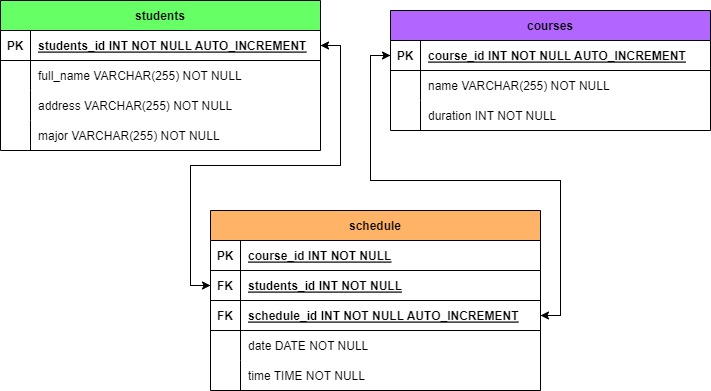 students
PK students_id INT NOT NULL AUTO_INCREMENT
full_name VARCHAR(255) NOT NULL
address VARCHAR(255) NOT NULL
major VARCHAR(255) NOT NULL
courses
PK course_id INT NOT NULL AUTO_INCREMENT
name VARCHAR(255) NOT NULL
duration INT NOT NULL
schedule
PK course_id INT NOT NULL
FK students_id INT NOT NULL
FK schedule_id INT NOT NULL AUTO_INCREMENT
date DATE NOT NULL
time TIME NOT NULL